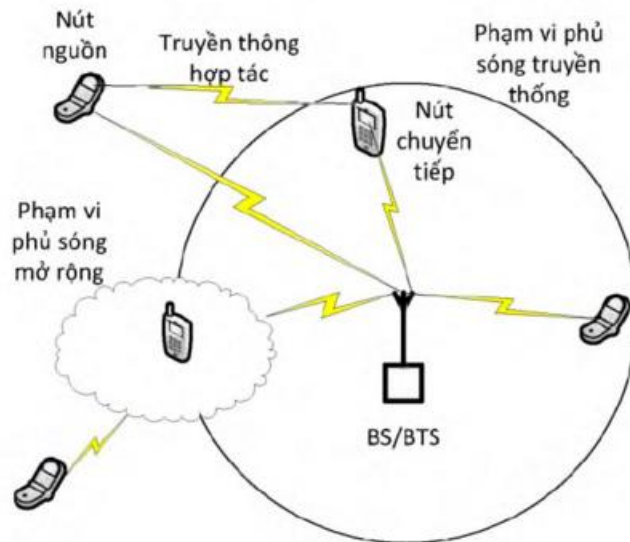 Nút
nguồn
Truyền thông
hợp tác
Phạm vi phủ
sóng truyền
thống
Nút
chuyển
tiếp
Phạm vi
phủ sóng
mở rộng
BS/BTS